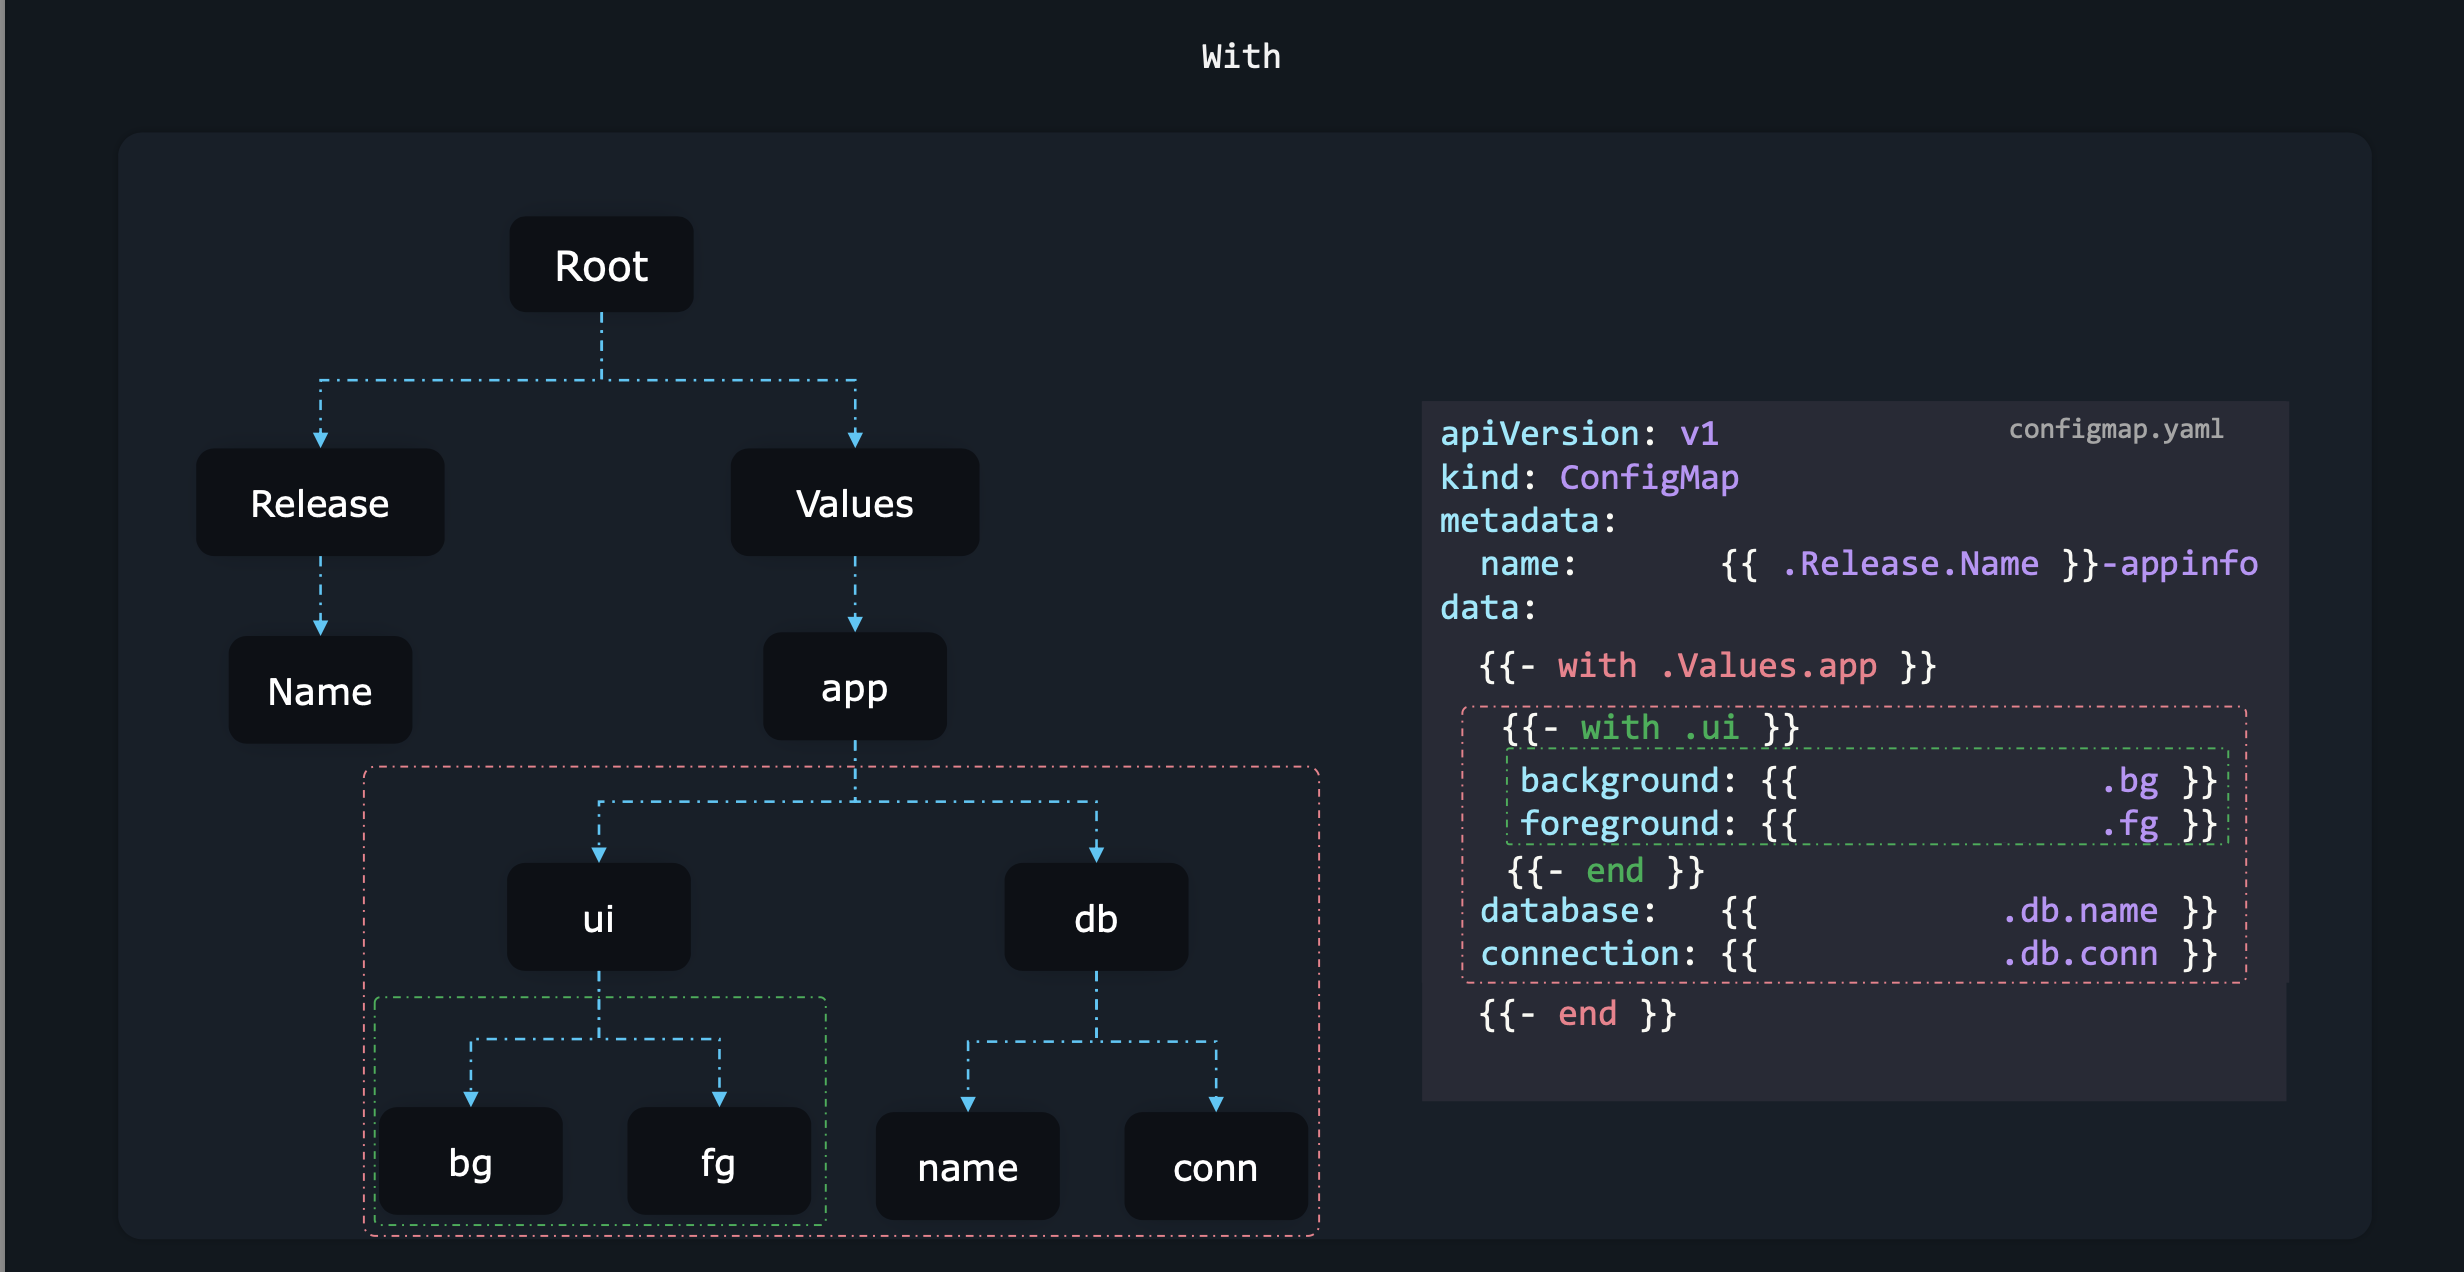 With
Root
Release
Values
Name
app
ui
db
bg
fg
name
conn
configmap.yaml
apiVersion: v1
kind: ConfigMap
metadata:
  name:       {{ .Release.Name }}-appinfo
data:
  {{- with .Values.app }}
   {{- with .ui }}
    background: {{               .bg }}
    foreground: {{               .fg }}
   {{- end }}
  database:   {{            .db.name }}
  connection: {{            .db.conn }}
  {{- end }}